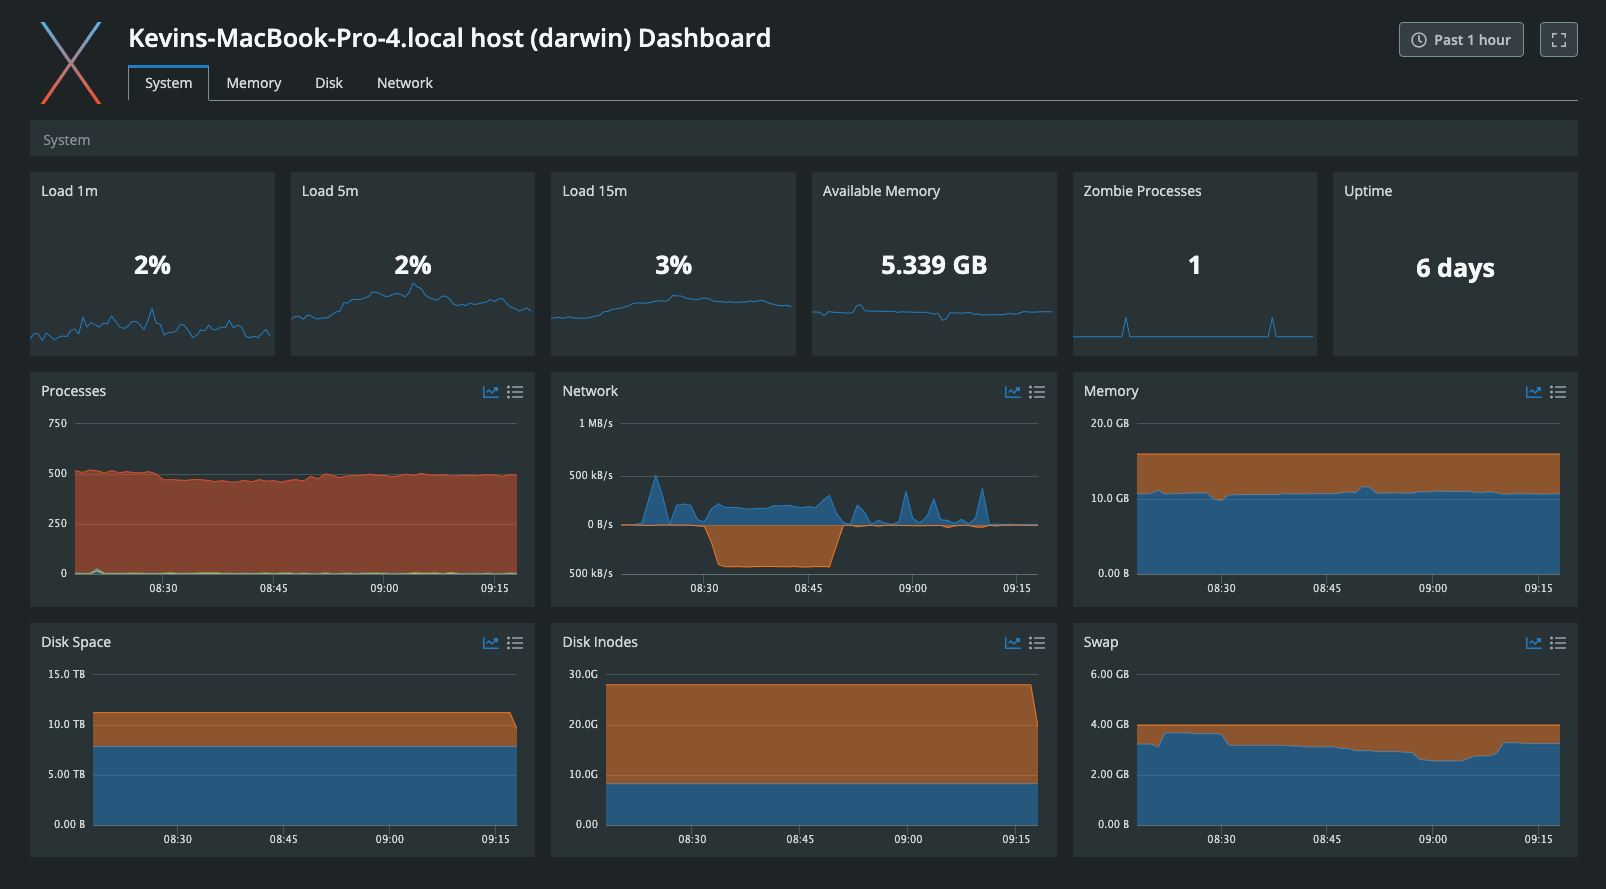 Kevins-MacBook-Pro-4.local host (darwin) Dashboard
Past 1 hour
System Memory Disk Network
System
Load 1m
2%
Load 5m
2%
Load 15m
3%
Available Memory
5.339 GB
Zombie Processes
1
Uptime
6 days
Processes
750
500
250
0
08:30 08:45 09:00 09:15
Network
1 MB/s
500 kB/s
0 B/s
500 kB/s
08:30 08:45 09:00 09:15
Memory
20.0 GB
10.0 GB
0.00 B
08:30 08:45 09:00 09:15
Disk Space
15.0 TB
10.0 TB
5.00 TB
0.00 B
08:30 08:45 09:00 09:15
Disk Inodes
30.0G
20.0G
10.0G
0.00
08:30 08:45 09:00 09:15
Swap
6.00 GB
4.00 GB
2.00 GB
0.00 B
08:30 08:45 09:00 09:15